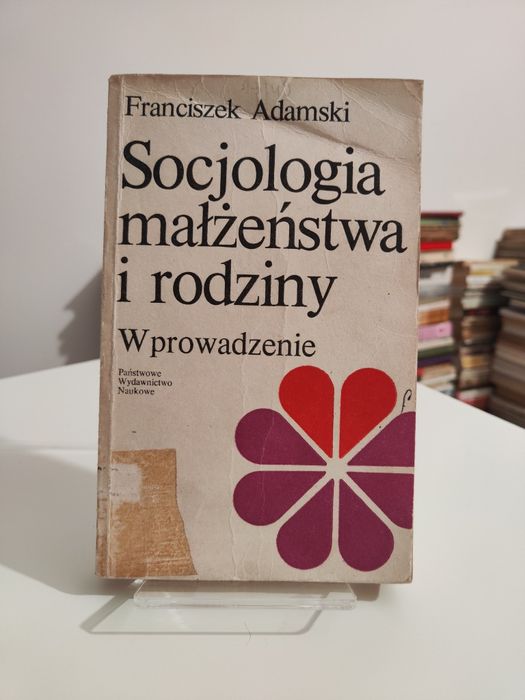 Franciszek Adamski
Socjologia
małżeństwa
i rodziny
Wprowadzenie
Państwowe
Wydawnictwo
Naukowe